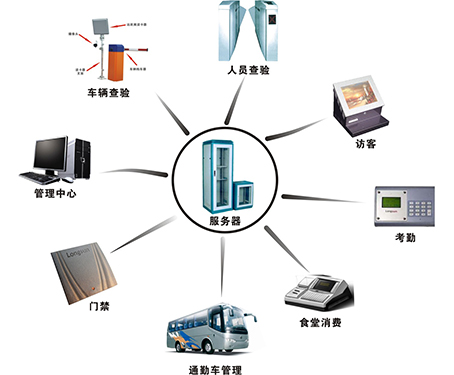 人员查验
车辆查验
访客
管理中心
服务器
考勤
门禁
食堂消费
通勤车管理